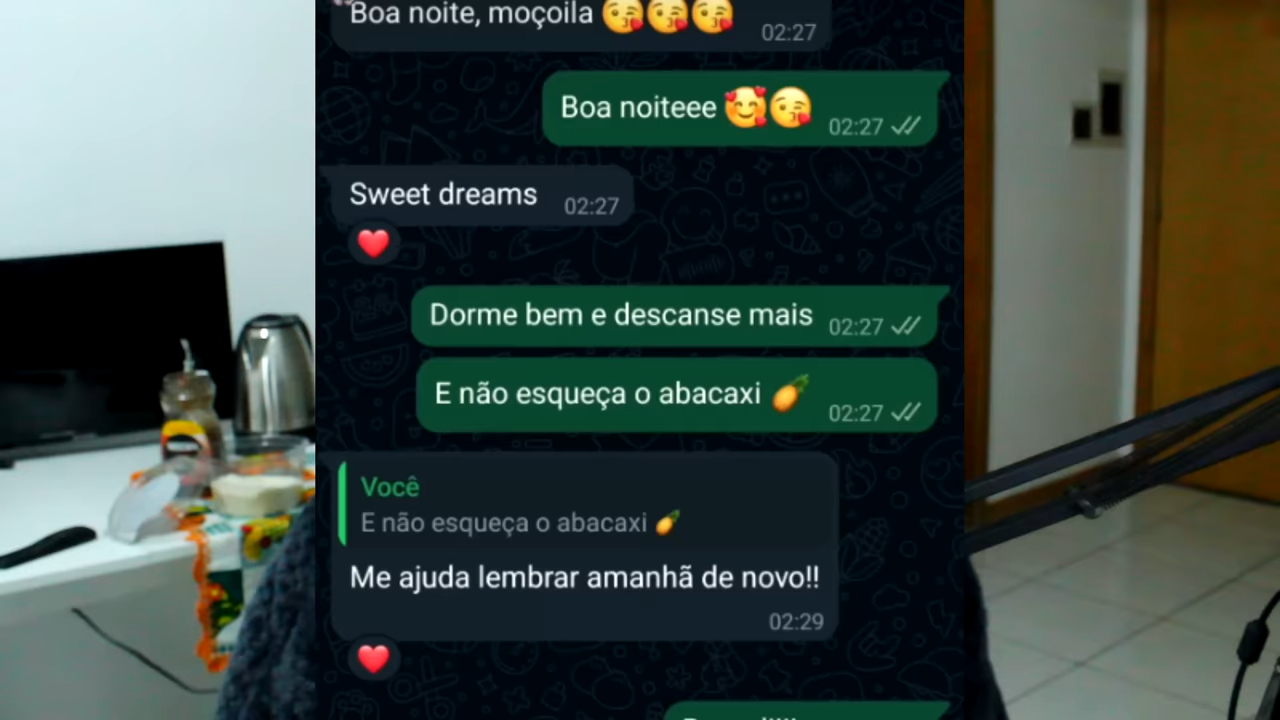 Boa noite, moçoila 😘😘😘 02:27
Boa noiteee 🥰😘 02:27
Sweet dreams 02:27
Dorme bem e descanse mais 02:27
E não esqueça o abacaxi 🍍 02:27
Você
E não esqueça o abacaxi 🍍
Me ajuda lembrar amanhã de novo!!
02:29